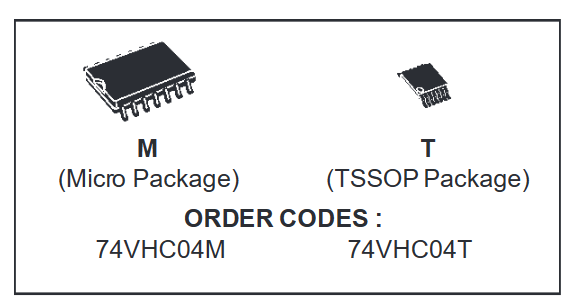 M T
(Micro Package) (TSSOP Package)
ORDER CODES :
74VHC04M 74VHC04T